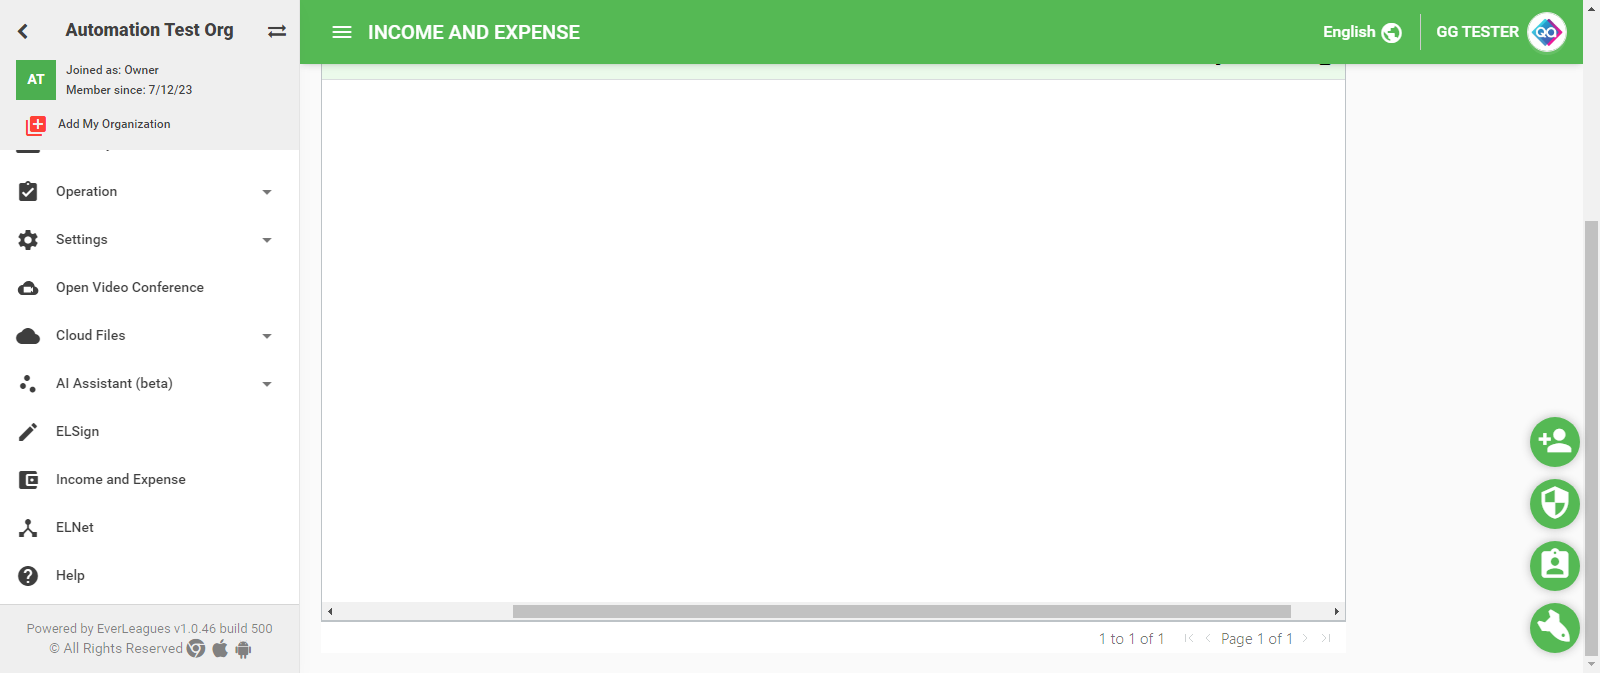 Automation Test Org
AT
Joined as: Owner
Member since: 7/12/23
Add My Organization
Operation
Settings
Open Video Conference
Cloud Files
AI Assistant (beta)
ELSign
Income and Expense
ELNet
Help
Powered by EverLeagues v1.0.46 build 500
© All Rights Reserved
INCOME AND EXPENSE
English
GG TESTER
QA
1 to 1 of 1
Page 1 of 1